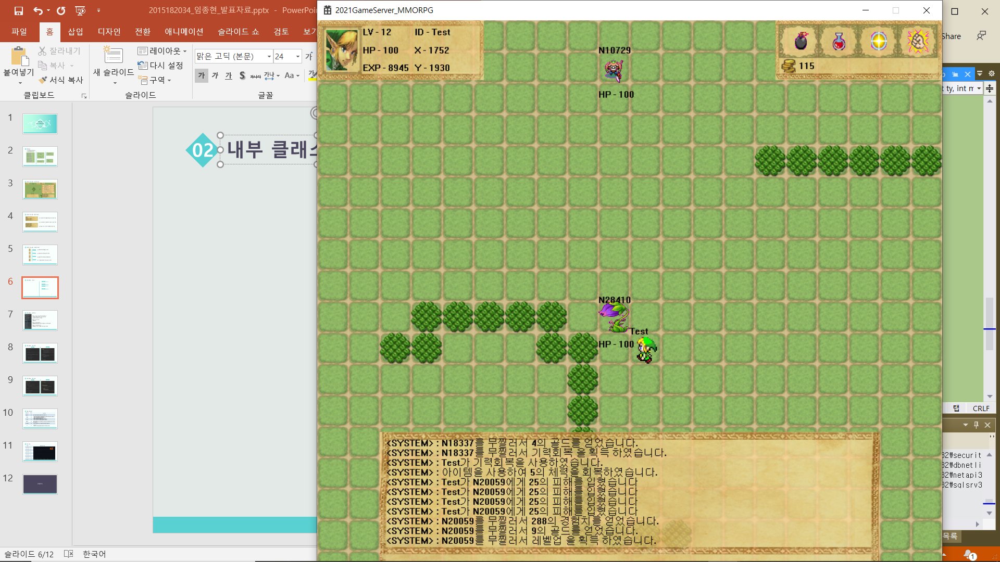 2015182034_임종현_발표자료.pptx - PowerPoi
2021GameServer_MMORPG
파일 홈 삽입 디자인 전환 애니메이션 슬라이드 쇼 검토 보기
Share
잘라내기
복사
서식 복사
붙여넣기
클립보드
새 슬라이드
레이아웃
다시 설정
구역
슬라이드
맑은 고딕 (본문) 24
가 가 가 S 가나다 가나 Aa
글꼴
LV - 12 ID - Test
HP - 100 X - 1752
EXP - 8945 Y - 1930
115
N10729
HP - 100
N28410
Test
HP - 100
t ty, int m
1
2
3
4
5
6
7
8
9
10
11
12
02 내부 클래스
탭 CRLF
<SYSTEM> : N18337를 무찔러서 4의 골드를 얻었습니다.
<SYSTEM> : N18337를 무찔러서 기력회복 을 획득 하였습니다.
<SYSTEM> : Test가 기력회복을 사용하였습니다.
<SYSTEM> : 아이템을 사용하여 5의 체력을 회복하였습니다.
<SYSTEM> : Test가 N20059에게 25의 피해를 입혔습니다
<SYSTEM> : Test가 N20059에게 25의 피해를 입혔습니다
<SYSTEM> : Test가 N20059에게 25의 피해를 입혔습니다
<SYSTEM> : Test가 N20059에게 25의 피해를 입혔습니다
<SYSTEM> : N20059를 무찔러서 288의 경험치를 얻었습니다.
<SYSTEM> : N20059를 무찔러서 9의 골드를 얻었습니다.
<SYSTEM> : N20059를 무찔러서 레벨업 을 획득 하였습니다.
32₩securit
32₩dbnetli
32₩netapi3
32₩sqlsrv3
목록
슬라이드 6/12 한국어
1